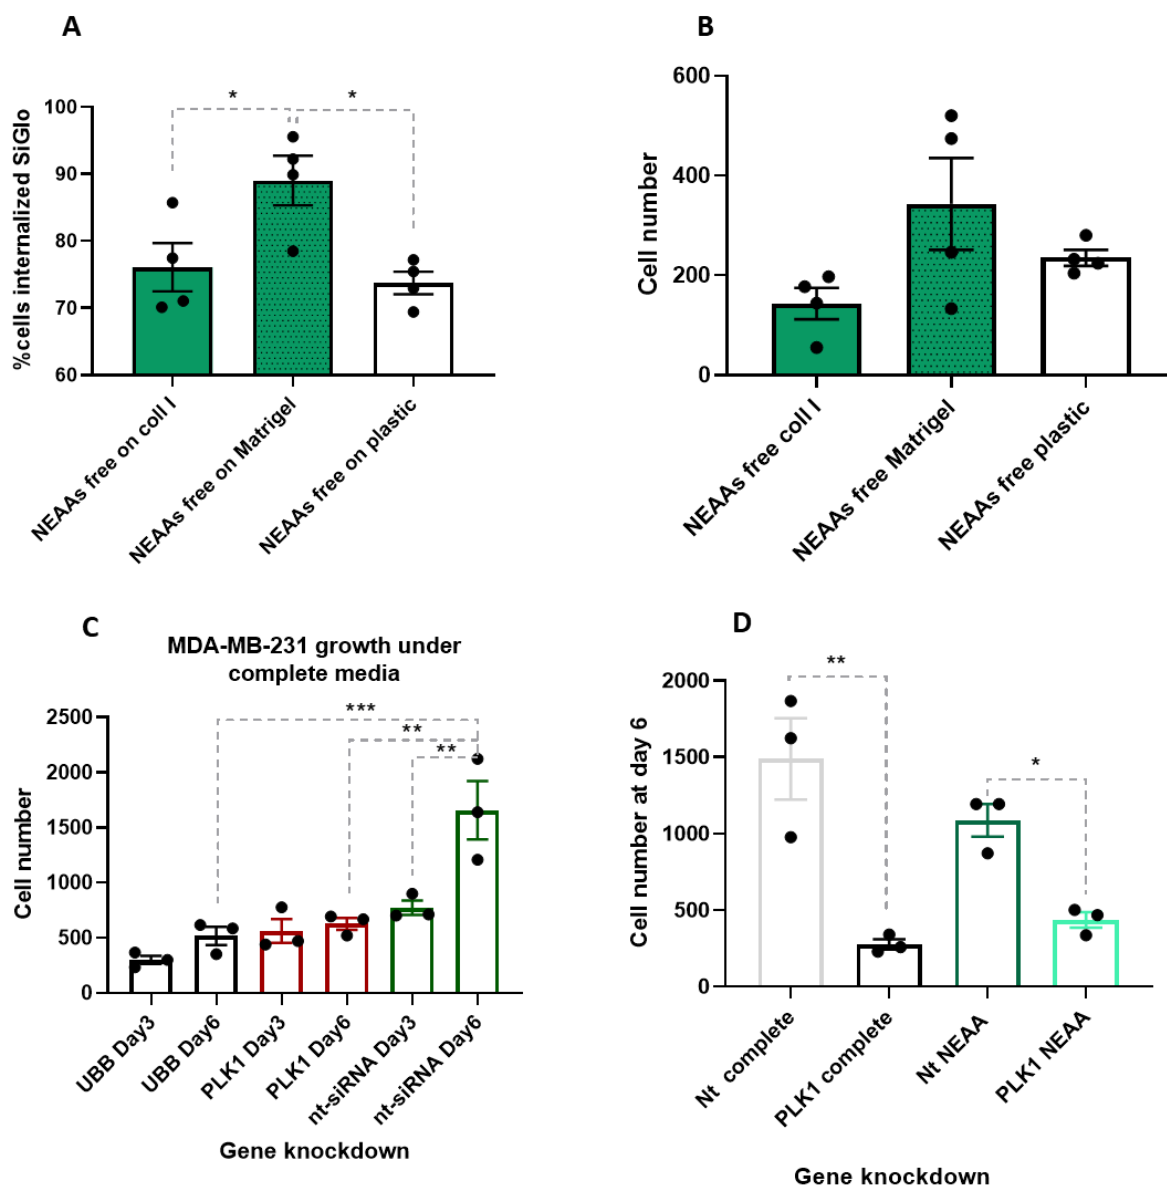 A
%cells internalized SiGlo
100
90
80
70
60
*
*
NEAAs free on coll I
NEAAs free on Matrigel
NEAAs free on plastic
B
Cell number
600
400
200
0
NEAAs free coll I
NEAAs free Matrigel
NEAAs free plastic
C
MDA-MB-231 growth under
complete media
Cell number
2500
2000
1500
1000
500
0
***
**
**
UBB Day3
UBB Day6
PLK1 Day3
PLK1 Day6
nt-siRNA Day3
nt-siRNA Day6
Gene knockdown
D
Cell number at day 6
2000
1500
1000
500
0
**
*
Nt complete
PLK1 complete
Nt NEAA
PLK1 NEAA
Gene knockdown